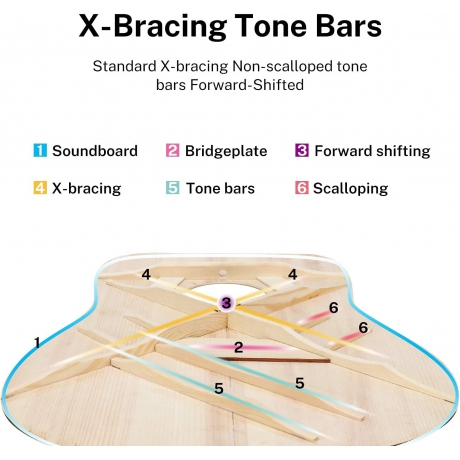 X-Bracing Tone Bars
Standard X-bracing Non-scalloped tone
bars Forward-Shifted
1 Soundboard 2 Bridgeplate 3 Forward shifting
4 X-bracing 5 Tone bars 6 Scalloping
4 4
3
6
1 2 6
5 5